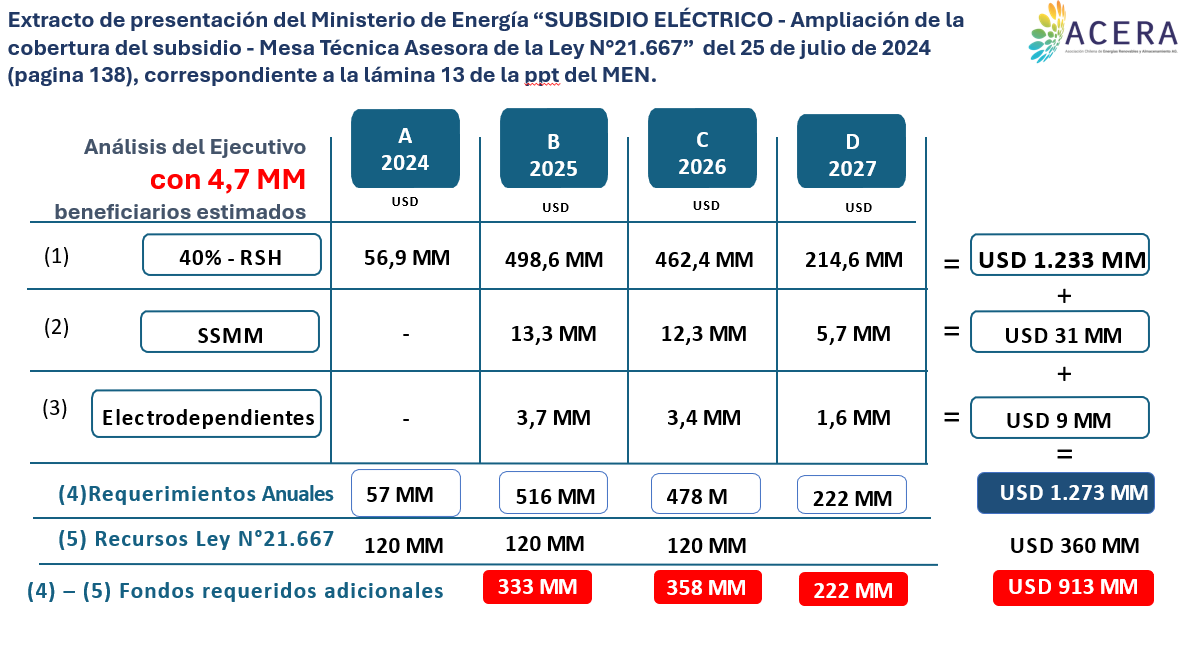 Extracto de presentación del Ministerio de Energía “SUBSIDIO ELÉCTRICO - Ampliación de la
cobertura del subsidio - Mesa Técnica Asesora de la Ley N°21.667” del 25 de julio de 2024
(pagina 138), correspondiente a la lámina 13 de la ppt del MEN.
ACERA
Asociación Chilena de Energías Renovables y Almacenamiento AG.
Análisis del Ejecutivo
con 4,7 MM
beneficiarios estimados
A
2024
USD
B
2025
USD
C
2026
USD
D
2027
USD
(1) 40% - RSH 56,9 MM 498,6 MM 462,4 MM 214,6 MM = USD 1.233 MM
+
(2) SSMM - 13,3 MM 12,3 MM 5,7 MM = USD 31 MM
+
(3) Electrodependientes - 3,7 MM 3,4 MM 1,6 MM = USD 9 MM
=
(4)Requerimientos Anuales 57 MM 516 MM 478 M 222 MM USD 1.273 MM
(5) Recursos Ley N°21.667 120 MM 120 MM 120 MM USD 360 MM
(4) – (5) Fondos requeridos adicionales 333 MM 358 MM 222 MM USD 913 MM